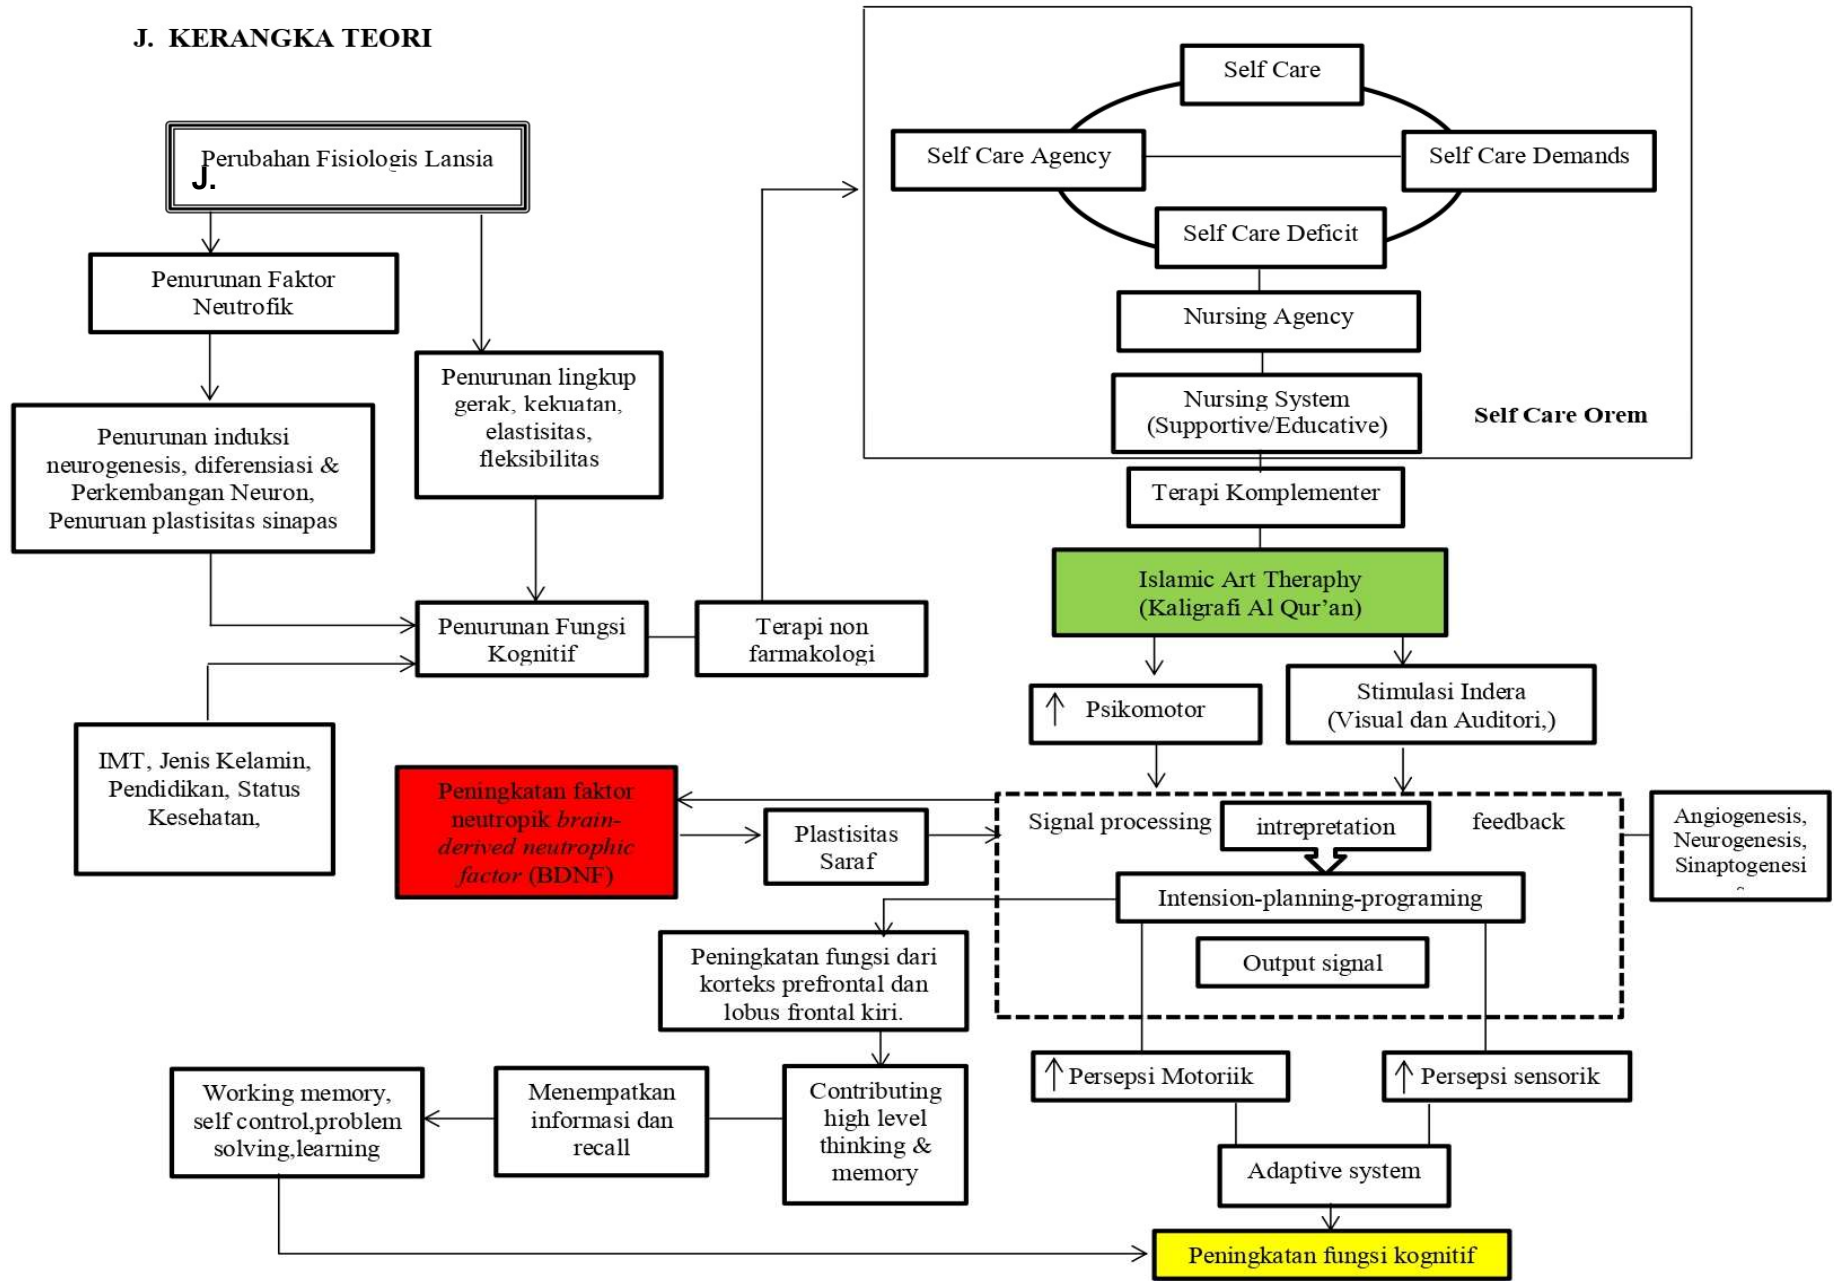 J. KERANGKA TEORI
Perubahan Fisiologis Lansia
J.
Penurunan Faktor
Neutrofik
Penurunan induksi
neurogenesis, diferensiasi &
Perkembangan Neuron,
Penuruan plastisitas sinapas
Penurunan lingkup
gerak, kekuatan,
elastisitas,
fleksibilitas
IMT, Jenis Kelamin,
Pendidikan, Status
Kesehatan,
Penurunan Fungsi
Kognitif
Terapi non
farmakologi
Self Care
Self Care Agency
Self Care Demands
Self Care Deficit
Nursing Agency
Nursing System
(Supportive/Educative)
Self Care Orem
Terapi Komplementer
Islamic Art Theraphy
(Kaligrafi Al Qur’an)
↑ Psikomotor
Stimulasi Indera
(Visual dan Auditori,)
Signal processing
intrepretation
feedback
Intension-planning-programing
Output signal
Angiogenesis,
Neurogenesis,
Sinaptogenesi
s
Peningkatan faktor
neutropik brain-
derived neutrophic
factor (BDNF)
Plastisitas
Saraf
Peningkatan fungsi dari
korteks prefrontal dan
lobus frontal kiri.
Contributing
high level
thinking &
memory
Menempatkan
informasi dan
recall
Working memory,
self control,problem
solving,learning
↑ Persepsi Motoriik
↑ Persepsi sensorik
Adaptive system
Peningkatan fungsi kognitif